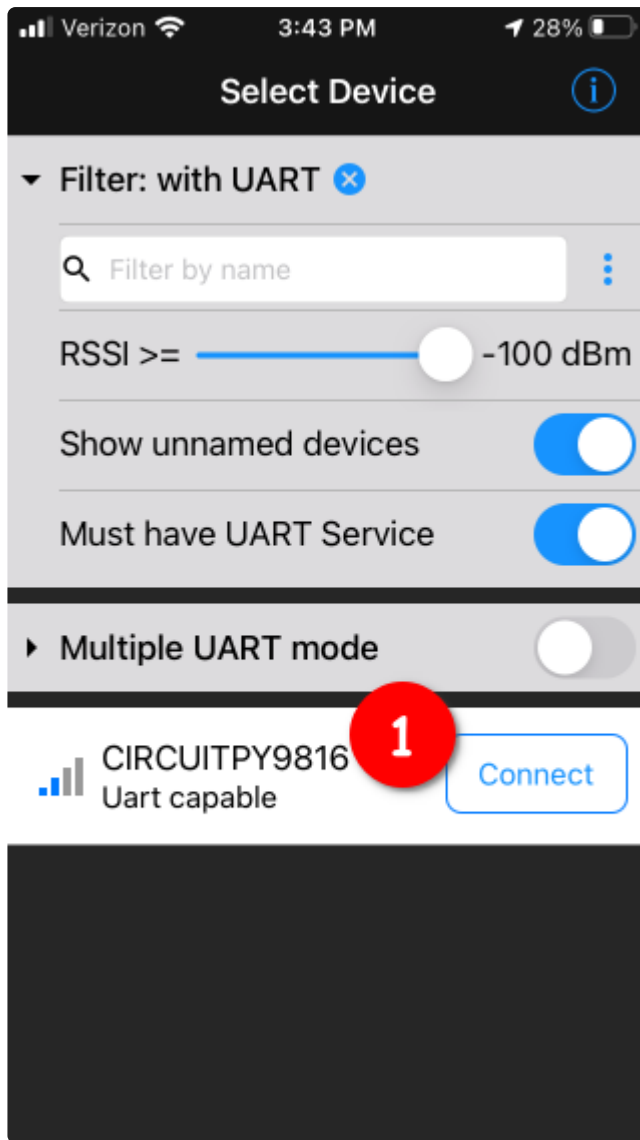 Verizon 3:43 PM 28%
Select Device i
Filter: with UART
Filter by name
RSSI >= -100 dBm
Show unnamed devices
Must have UART Service
Multiple UART mode
1
CIRCUITPY9816 Connect
Uart capable